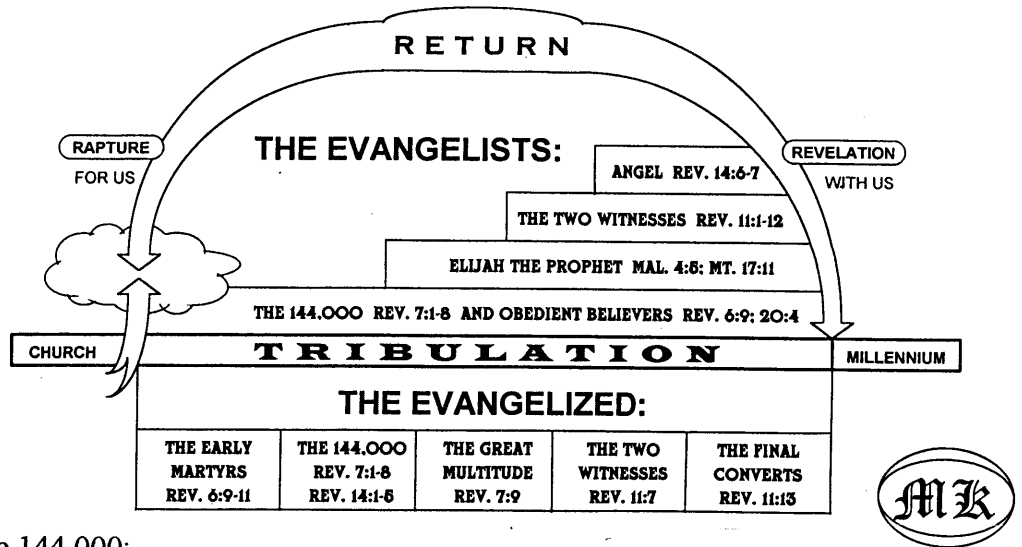 RETURN
RAPTURE
FOR US
THE EVANGELISTS:
REVELATION
WITH US
ANGEL REV. 14:6-7
THE TWO WITNESSES REV. 11:1-12
ELIJAH THE PROPHET MAL. 4:5; MT. 17:11
THE 144,000 REV. 7:1-8 AND OBEDIENT BELIEVERS REV. 6:9; 20:4
CHURCH
TRIBULATION
MILLENNIUM
THE EVANGELIZED:
THE EARLY
MARTYRS
REV. 6:9-11
THE 144,000
REV. 7:1-8
REV. 14:1-5
THE GREAT
MULTITUDE
REV. 7:9
THE TWO
WITNESSES
REV. 11:7
THE FINAL
CONVERTS
REV. 11:13
MK
144,000: